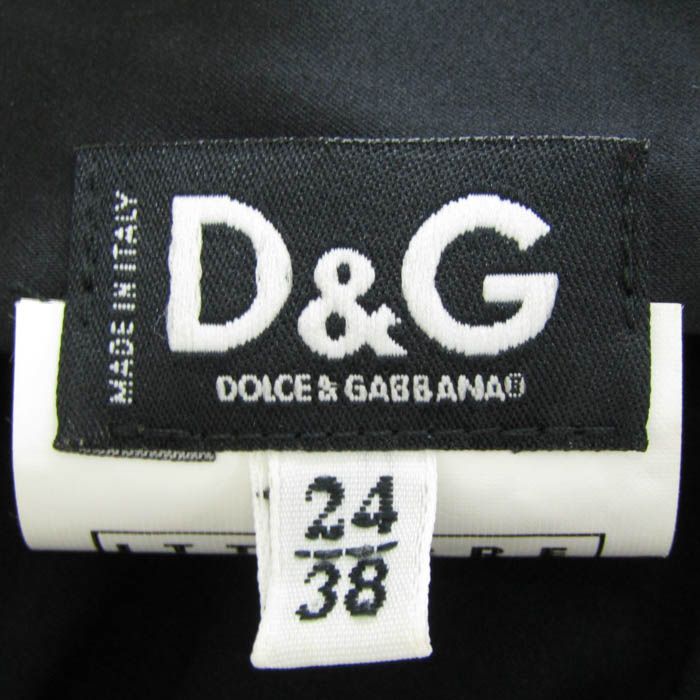 MADE IN ITALY
D&G
DOLCE & GABBANA®
24
38